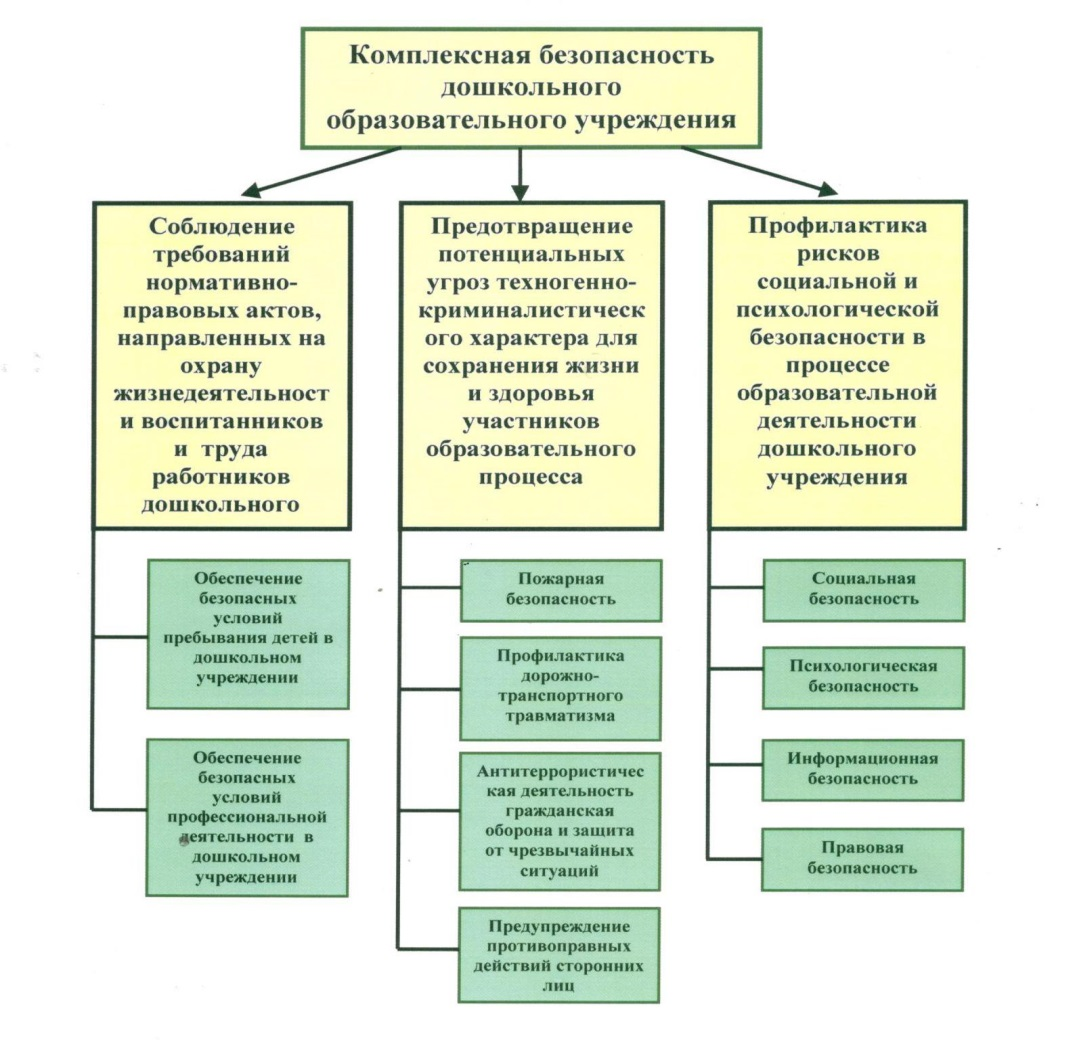 Комплексная безопасность
дошкольного
образовательного учреждения
Соблюдение
требований
нормативно-
правовых актов,
направленных на
охрану
жизнедеятельност
и воспитанников
и труда
работников
дошкольного
Обеспечение
безопасных
условий
пребывания детей в
дошкольном
учреждении
Обеспечение
безопасных
условий
профессиональной
деятельности в
дошкольном
учреждении
Предотвращение
потенциальных
угроз техногенно-
криминалистическ
ого характера для
сохранения жизни
и здоровья
участников
образовательного
процесса
Пожарная
безопасность
Профилактика
дорожно-
транспортного
травматизма
Антитеррористичес
кая деятельность
гражданская
оборона и защита
от чрезвычайных
ситуаций
Предупреждение
противоправных
действий сторонних
лиц
Профилактика
рисков
социальной и
психологической
безопасности в
процессе
образовательной
деятельности
дошкольного
учреждения
Социальная
безопасность
Психологическая
безопасность
Информационная
безопасность
Правовая
безопасность